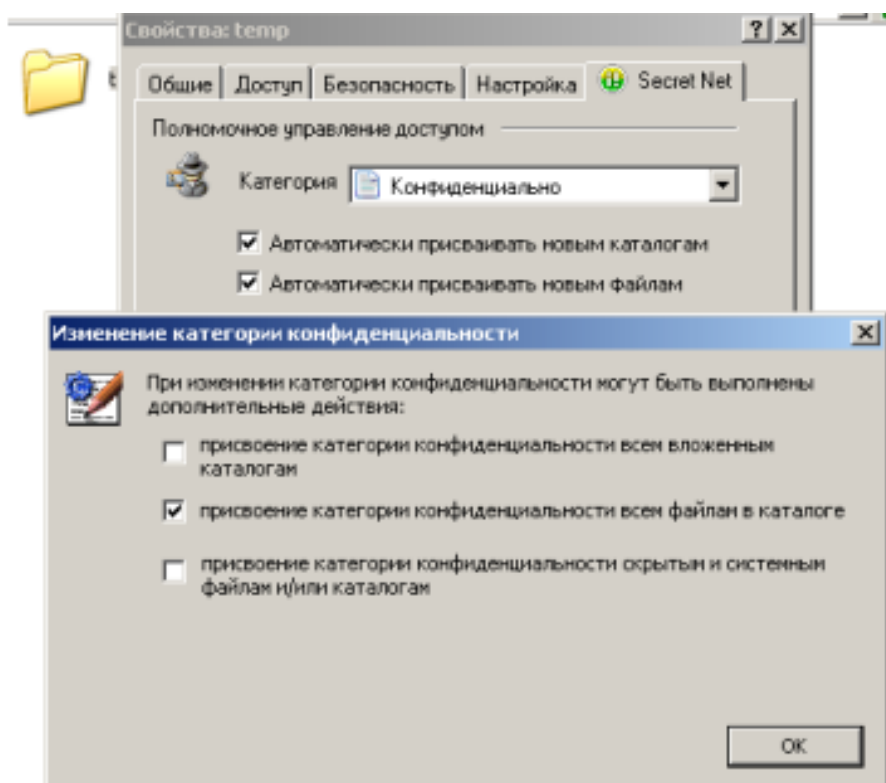 Свойства: temp
t
Общие Доступ Безопасность Настройка Secret Net
Полномочное управление доступом
Категория Конфиденциально
Автоматически присваивать новым каталогам
Автоматически присваивать новым файлам
Изменение категории конфиденциальности
При изменении категории конфиденциальности могут быть выполнены
дополнительные действия:
присвоение категории конфиденциальности всем вложенным
каталогам
присвоение категории конфиденциальности всем файлам в каталоге
присвоение категории конфиденциальности скрытым и системным
файлам и/или каталогам
ОК